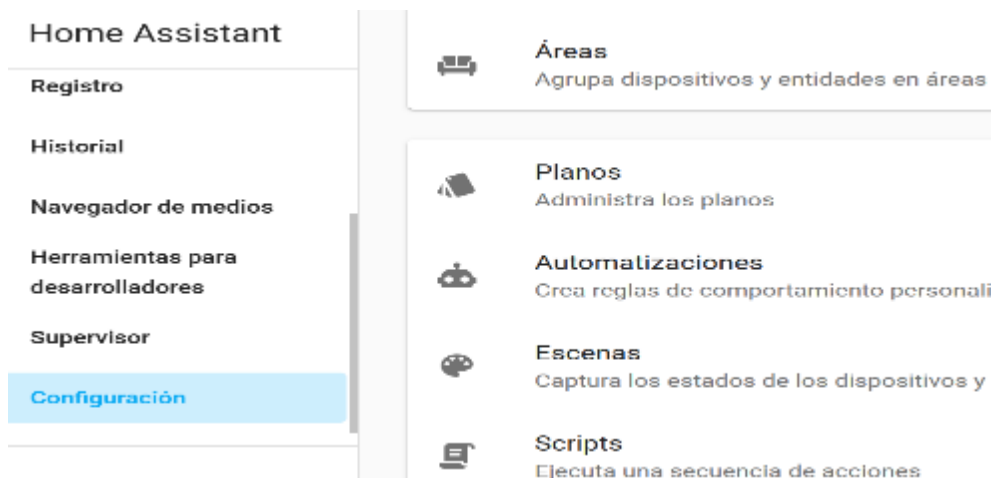 Home Assistant
Registro
Historial
Navegador de medios
Herramientas para
desarrolladores
Supervisor
Configuración
Áreas
Agrupa dispositivos y entidades en áreas
Planos
Administra los planos
Automatizaciones
Crea reglas de comportamiento personali
Escenas
Captura los estados de los dispositivos y
Scripts
Ejecuta una secuencia de acciones